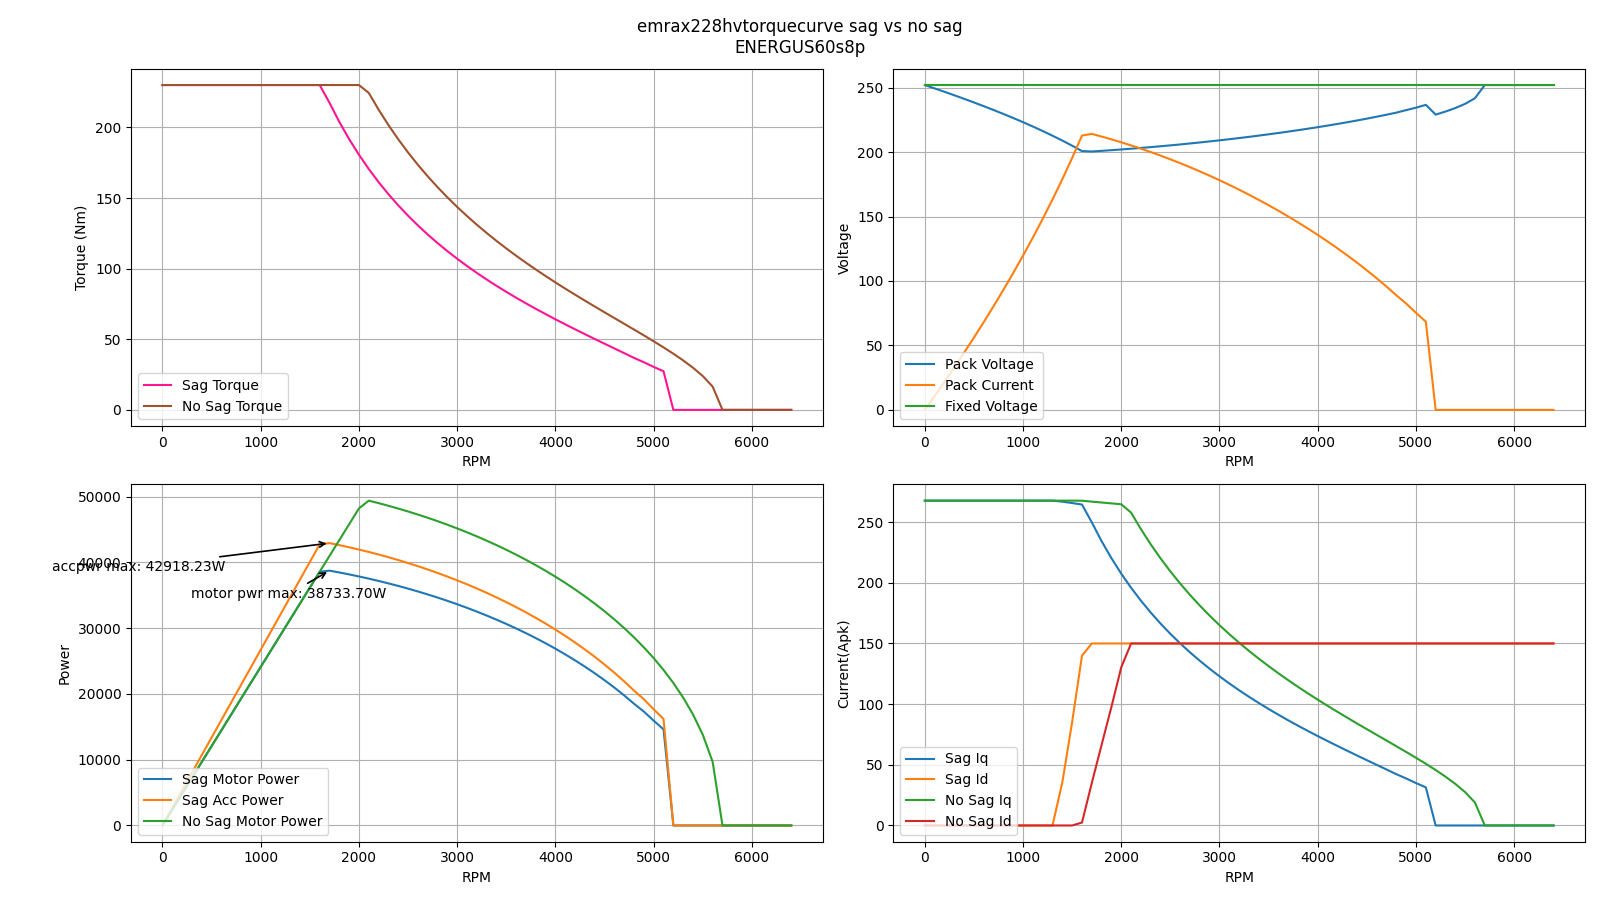 emrax228hvtorquecurve sag vs no sag
ENERGUS60s8p
Torque (Nm)
200
150
100
50
0
Sag Torque
No Sag Torque
0 1000 2000 3000 4000 5000 6000
RPM
Voltage
250
200
150
100
50
0
Pack Voltage
Pack Current
Fixed Voltage
0 1000 2000 3000 4000 5000 6000
RPM
Power
50000
40000
30000
20000
10000
0
accpwr max: 42918.23W
motor pwr max: 38733.70W
Sag Motor Power
Sag Acc Power
No Sag Motor Power
0 1000 2000 3000 4000 5000 6000
RPM
Current(Apk)
250
200
150
100
50
0
Sag Iq
Sag Id
No Sag Iq
No Sag Id
0 1000 2000 3000 4000 5000 6000
RPM